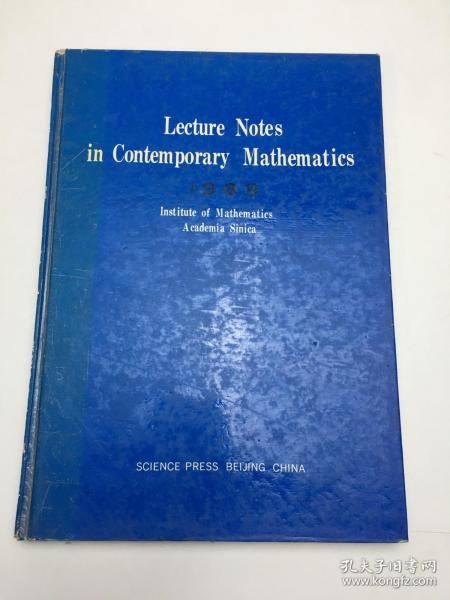 Lecture Notes
in Contemporary Mathematics
1989
Institute of Mathematics
Academia Sinica
SCIENCE PRESS BEIJING CHINA
孔夫子旧书网
www.kongfz.com